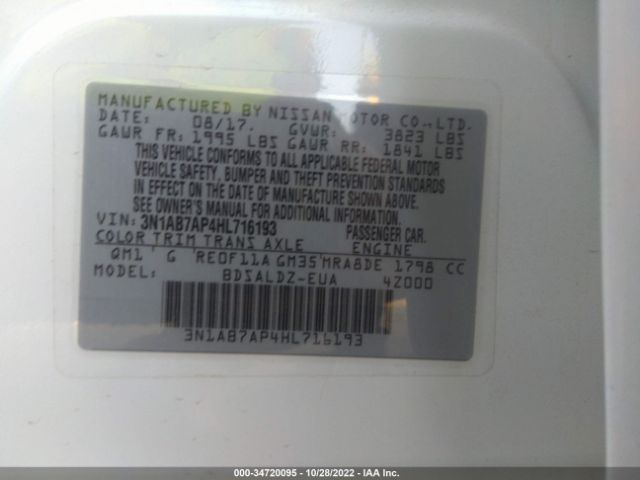 MANUFACTURED BY NISSAN MOTOR CO.,LTD.
DATE: 08/17. GVWR: 3823 LBS
GAWR FR: 1995 LBS GAWR RR: 1841 LBS
THIS VEHICLE CONFORMS TO ALL APPLICABLE FEDERAL MOTOR
VEHICLE SAFETY, BUMPER AND THEFT PREVENTION STANDARDS
IN EFFECT ON THE DATE OF MANUFACTURE SHOWN ABOVE.
SEE OWNER'S MANUAL FOR ADDITIONAL INFORMATION.
VIN: 3N1AB7AP4HL716193 PASSENGER CAR.
COLOR TRIM TRANS AXLE ENGINE
QM1 G RE0F11A GM35 MRA8DE 1798 CC
MODEL: BDSALDZ-EUA 4Z000
3N1AB7AP4HL716193
000-34720095 - 10/28/2022 - IAA Inc.